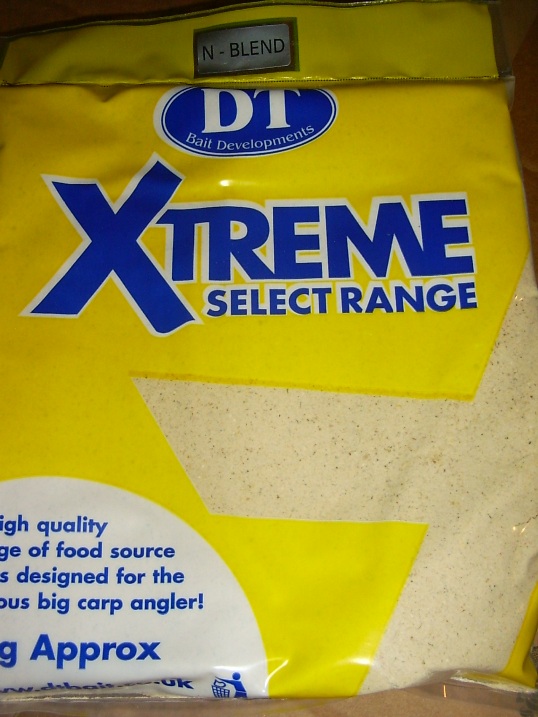 N - BLEND
DT
Bait Developments
XTREME
SELECT RANGE
igh quality
ge of food source
s designed for the
ous big carp angler!
g Approx